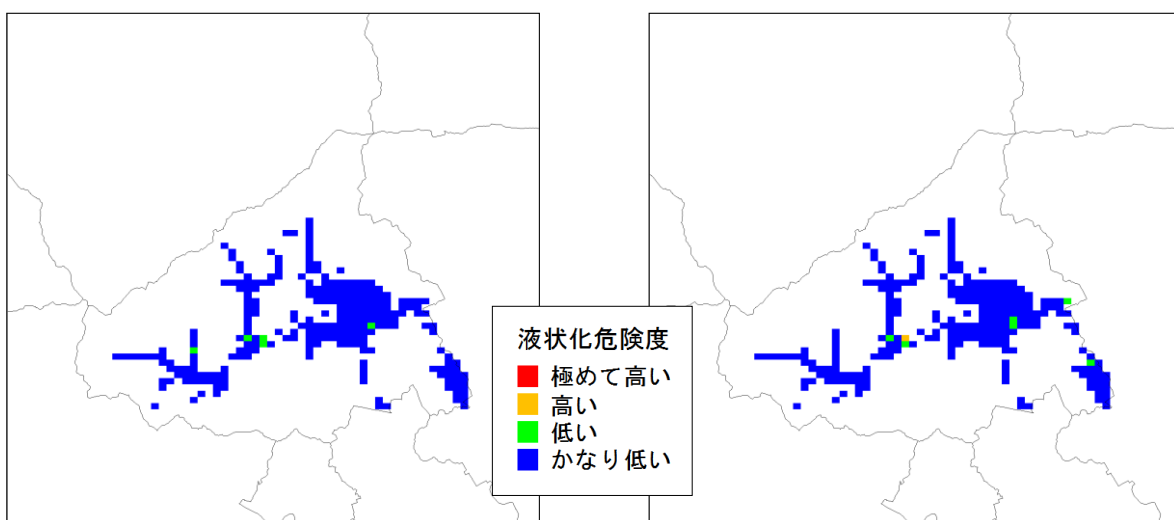 液状化危険度
極めて高い
高い
低い
かなり低い